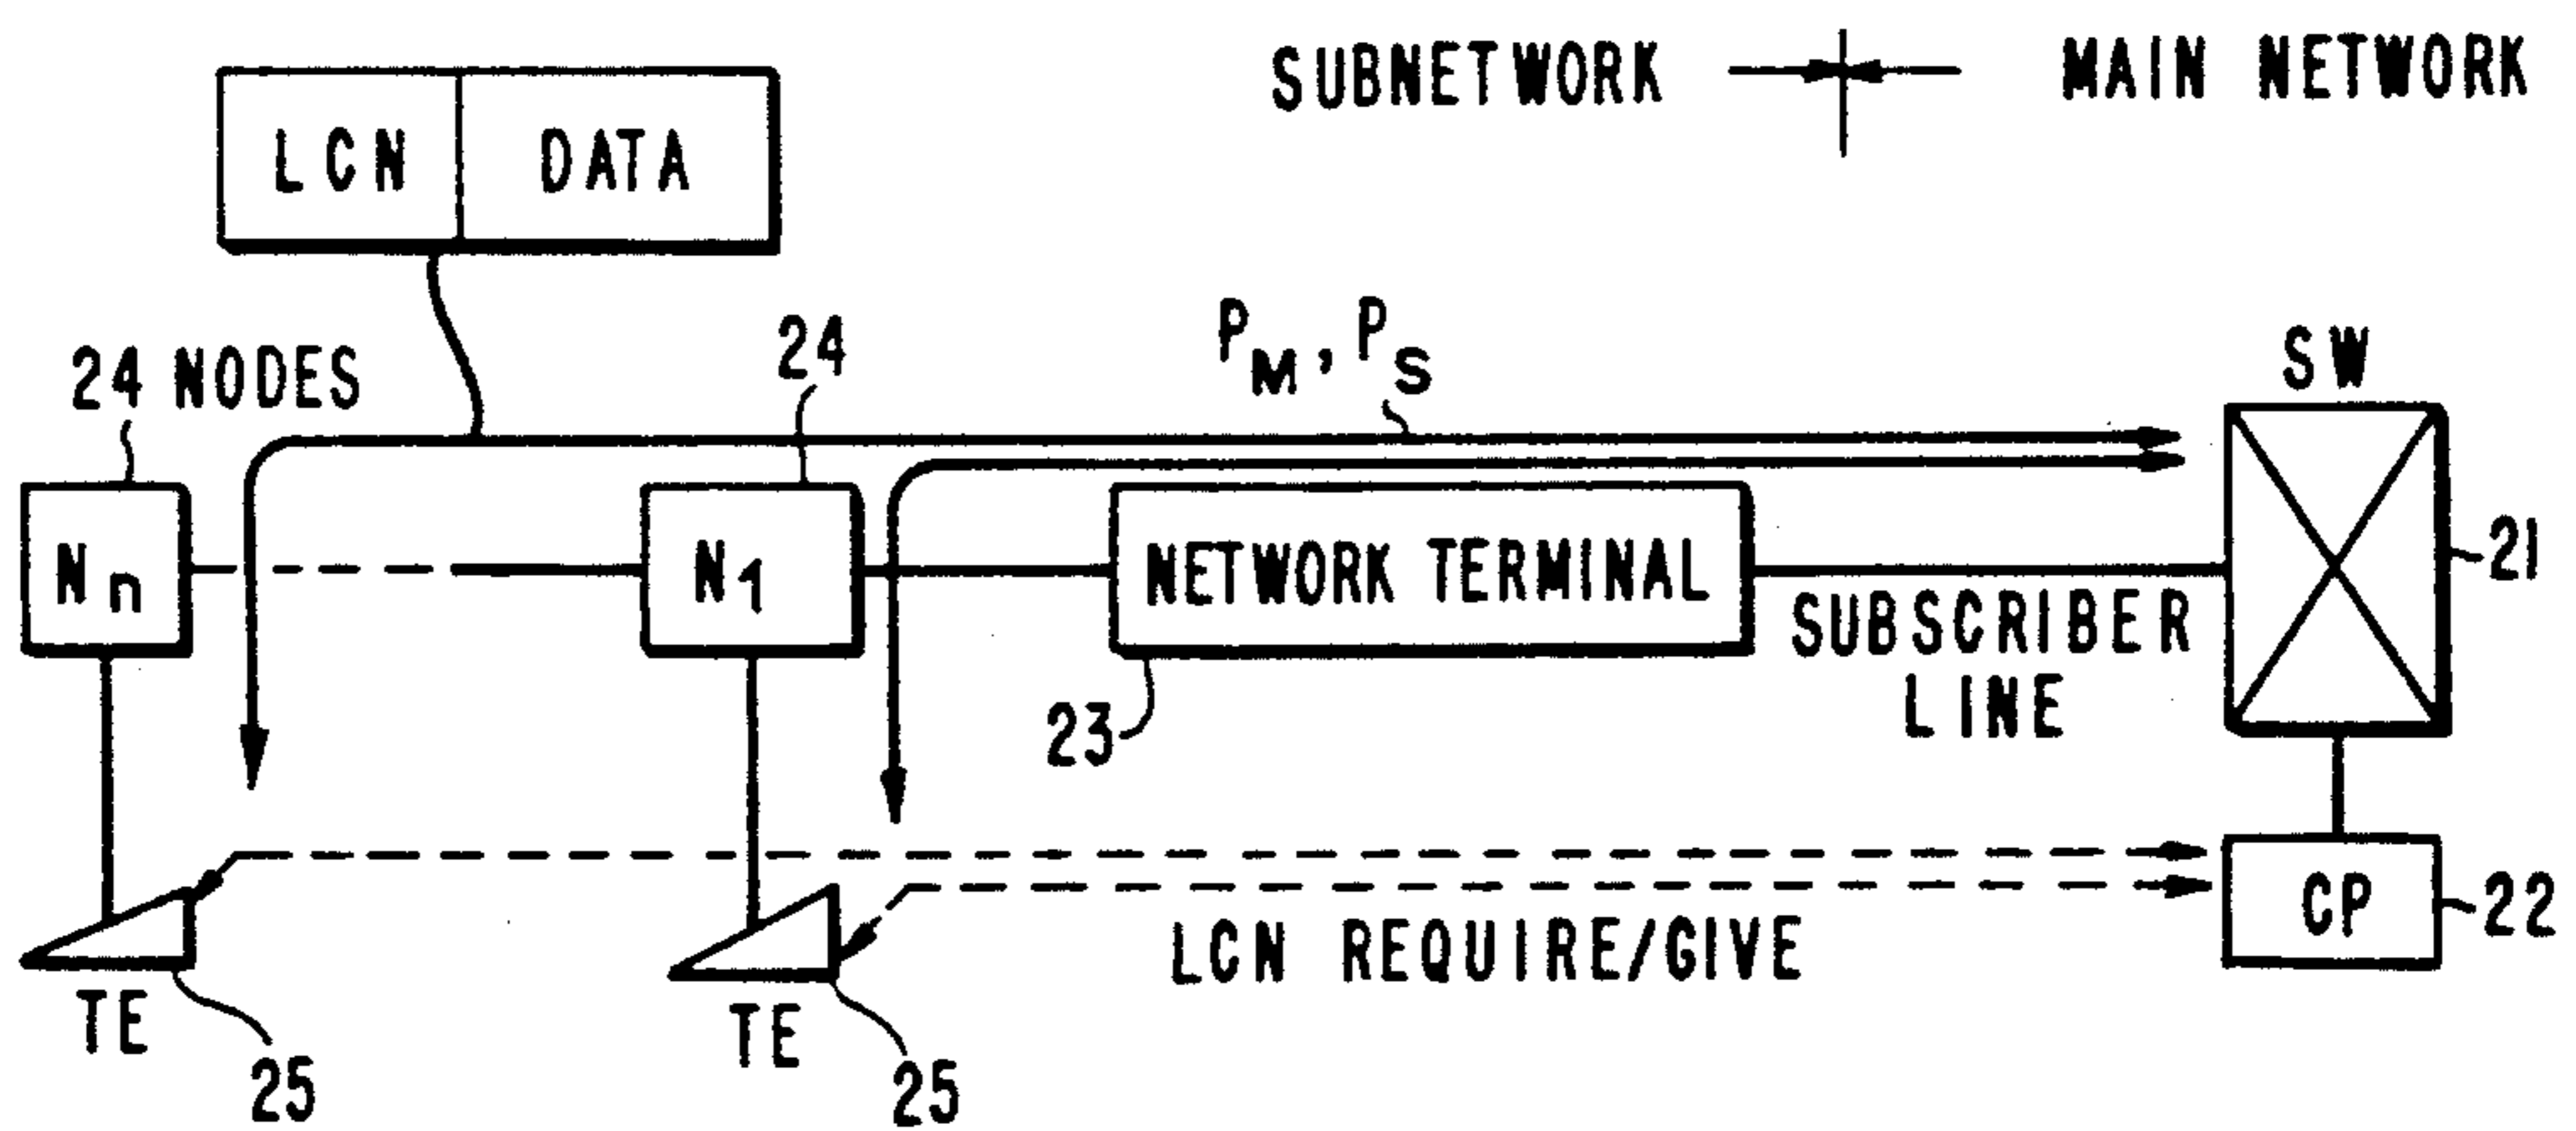 SUBNETWORK MAIN NETWORK
LCN DATA
P_M, P_S
24 NODES
24
SW
N_n
N_1
NETWORK TERMINAL
21
SUBSCRIBER
LINE
23
CP
22
LCN REQUIRE/GIVE
TE
TE
25
25